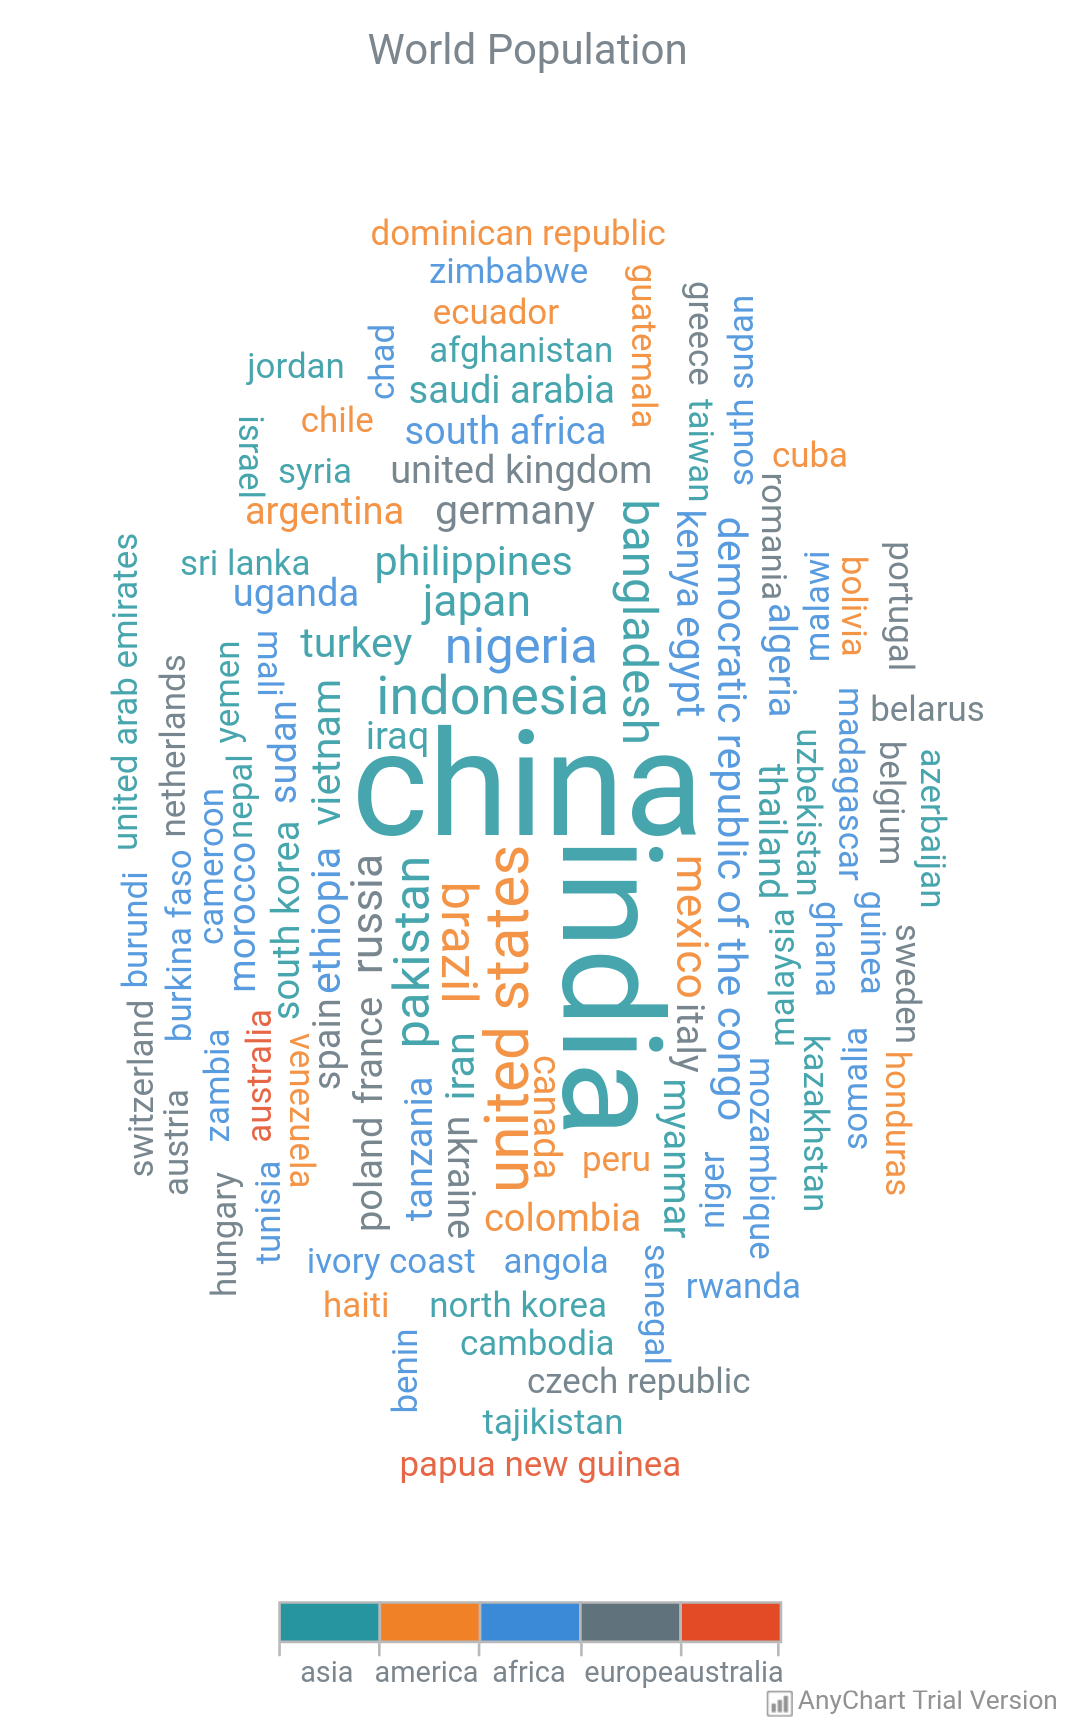 World Population
dominican republic
zimbabwe
guatemala
greece
south sudan
ecuador
chad
afghanistan
jordan
saudi arabia
taiwan
chile
south africa
israel
cuba
syria
united kingdom
romania
argentina
germany
bangladesh
kenya
democratic republic of the congo
united arab emirates
sri lanka
philippines
malawi
bolivia
portugal
uganda
japan
egypt
algeria
mali
turkey
nigeria
yemen
netherlands
indonesia
vietnam
sudan
madagascar
belarus
iraq
china
nepal
uzbekistan
belgium
azerbaijan
thailand
cameroon
morocco
south korea
ethiopia
russia
pakistan
brazil
united states
india
mexico
burundi
burkina faso
malaysia
ghana
guinea
sweden
switzerland
spain
france
italy
australia
zambia
venezuela
iran
canada
kazakhstan
somalia
honduras
austria
tanzania
myanmar
mozambique
poland
ukraine
peru
niger
hungary
tunisia
colombia
ivory coast
angola
senegal
rwanda
haiti
north korea
benin
cambodia
czech republic
tajikistan
papua new guinea
asia america africa europe australia
AnyChart Trial Version